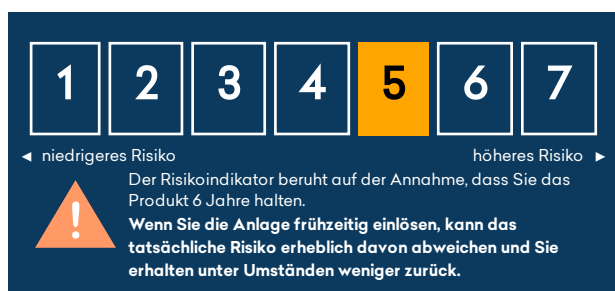 1 2 3 4 5 6 7
◄ niedrigeres Risiko höheres Risiko ►
Der Risikoindikator beruht auf der Annahme, dass Sie das
Produkt 6 Jahre halten.
Wenn Sie die Anlage frühzeitig einlösen, kann das
tatsächliche Risiko erheblich davon abweichen und Sie
erhalten unter Umständen weniger zurück.
!